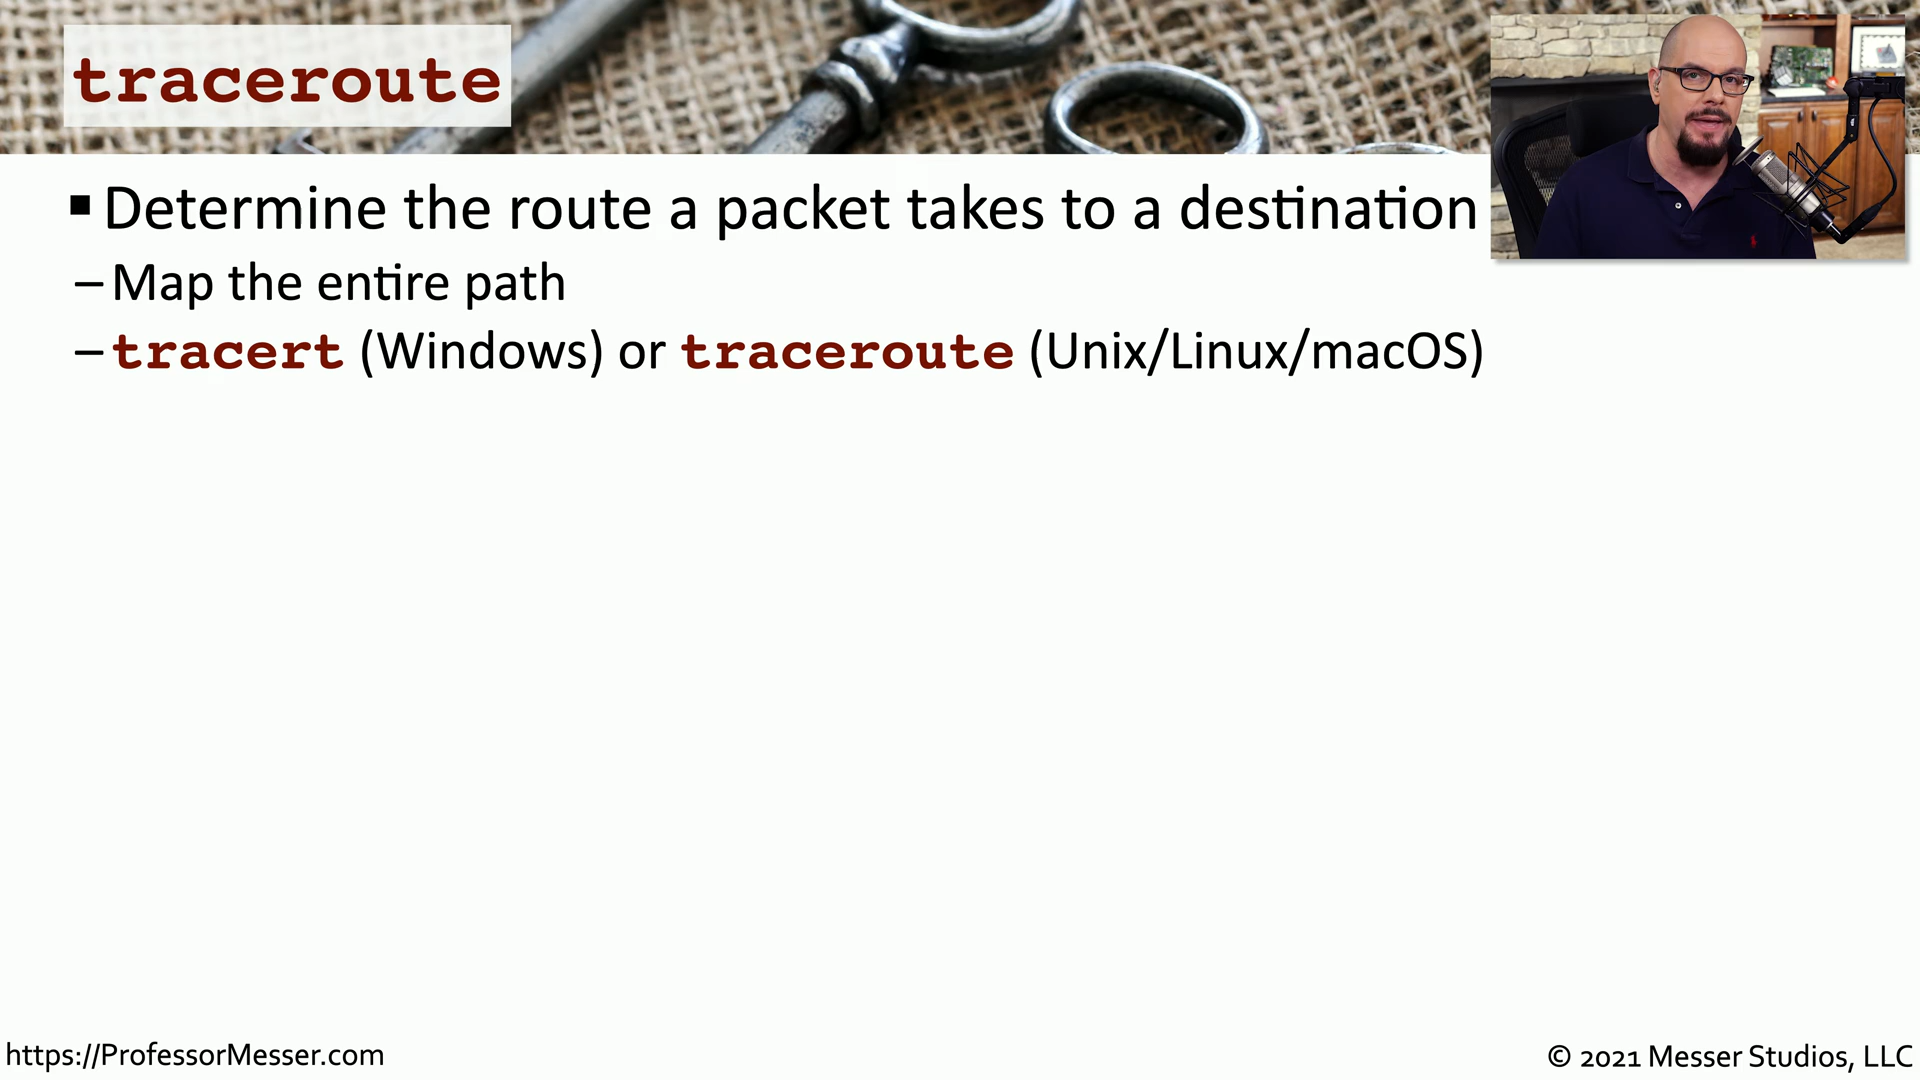 traceroute
▪ Determine the route a packet takes to a destination
– Map the entire path
– tracert (Windows) or traceroute (Unix/Linux/macOS)
https://ProfessorMesser.com
© 2021 Messer Studios, LLC